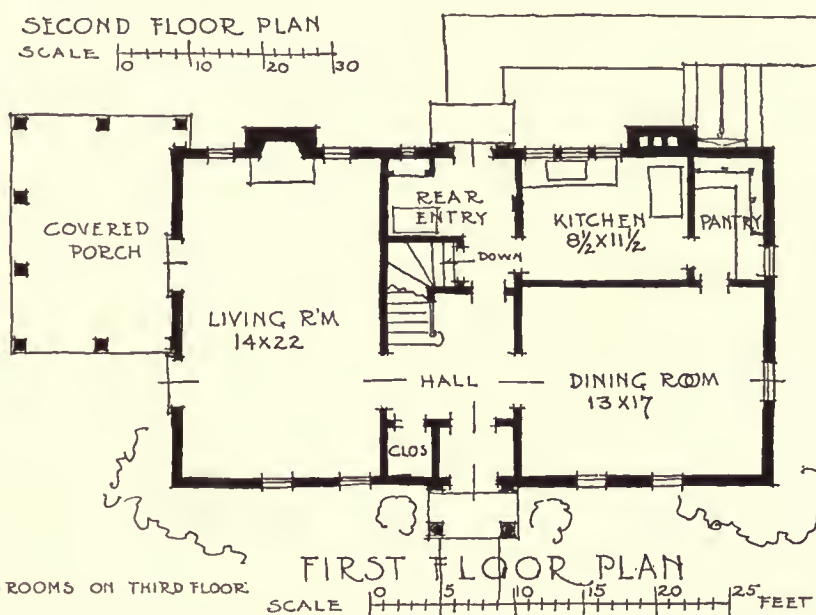 SECOND FLOOR PLAN
SCALE 0 10 20 30
COVERED
PORCH
REAR
ENTRY
KITCHEN
8½X11½
PANTRY
DOWN
LIVING R'M
14X22
HALL
DINING ROOM
13X17
CLOS
FIRST FLOOR PLAN
ROOMS ON THIRD FLOOR
SCALE 0 5 10 15 20 25 FEET